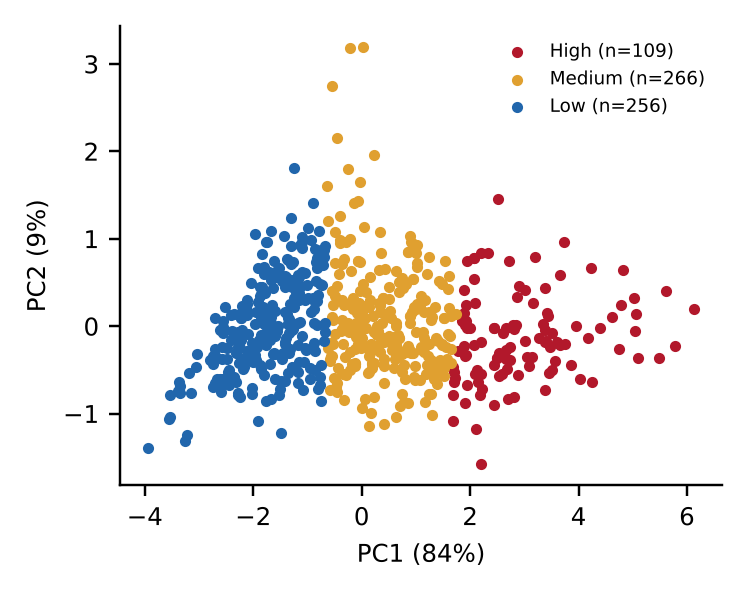 High (n=109)
Medium (n=266)
Low (n=256)
3
2
1
0
−1
PC2 (9%)
−4 −2 0 2 4 6
PC1 (84%)